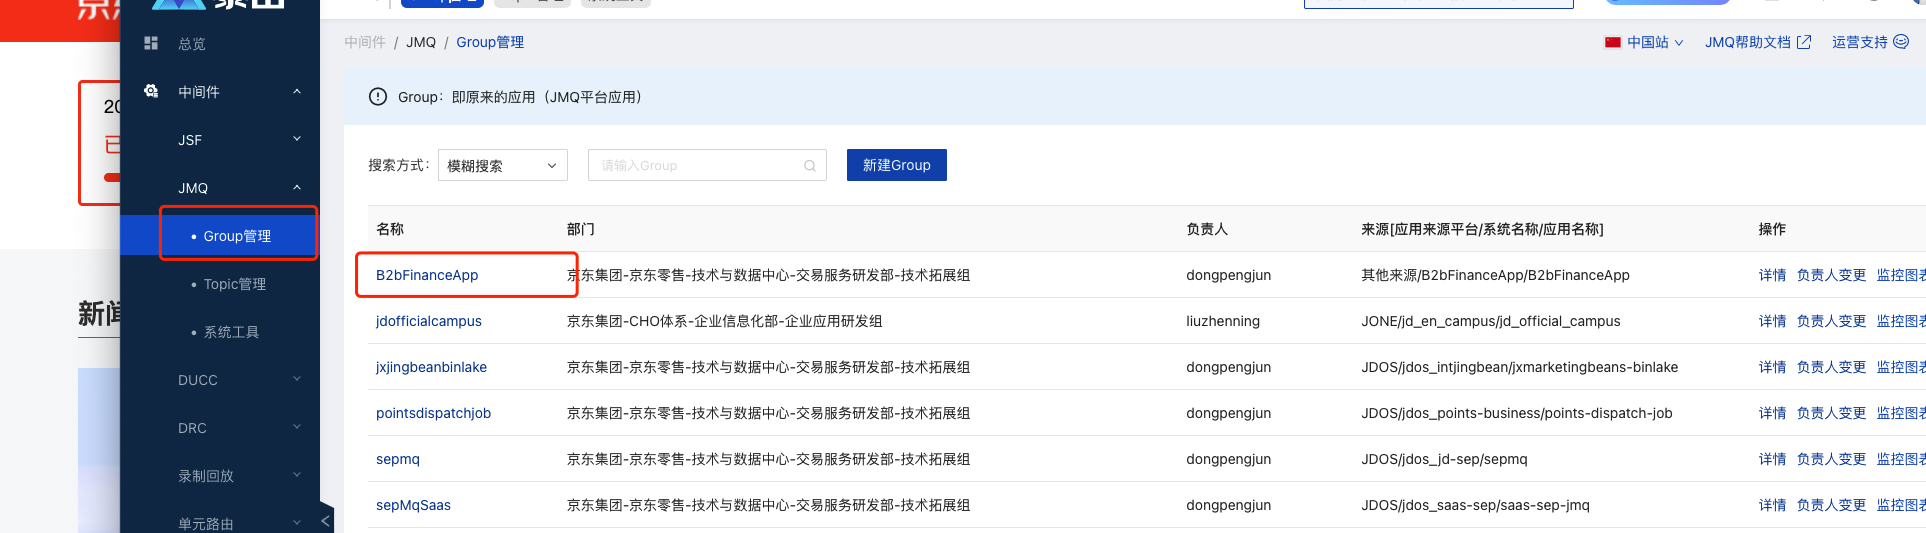 总览
中间件 / JMQ / Group管理
中国站
JMQ帮助文档
运营支持
中间件
Group：即原来的应用（JMQ平台应用）
20
已
JSF
搜索方式：
模糊搜索
请输入Group
新建Group
JMQ
Group管理
名称 部门 负责人 来源[应用来源平台/系统名称/应用名称] 操作
B2bFinanceApp 京东集团-京东零售-技术与数据中心-交易服务研发部-技术拓展组 dongpengjun 其他来源/B2bFinanceApp/B2bFinanceApp 详情 负责人变更 监控图表
Topic管理
新闻
jdofficialcampus 京东集团-CHO体系-企业信息化部-企业应用研发组 liuzhenning JONE/jd_en_campus/jd_official_campus 详情 负责人变更 监控图表
系统工具
jxjingbeanbinlake 京东集团-京东零售-技术与数据中心-交易服务研发部-技术拓展组 dongpengjun JDOS/jdos_intjingbean/jxmarketingbeans-binlake 详情 负责人变更 监控图表
DUCC
pointsdispatchjob 京东集团-京东零售-技术与数据中心-交易服务研发部-技术拓展组 dongpengjun JDOS/jdos_points-business/points-dispatch-job 详情 负责人变更 监控图表
DRC
sepmq 京东集团-京东零售-技术与数据中心-交易服务研发部-技术拓展组 dongpengjun JDOS/jdos_jd-sep/sepmq 详情 负责人变更 监控图表
录制回放
sepMqSaas 京东集团-京东零售-技术与数据中心-交易服务研发部-技术拓展组 dongpengjun JDOS/jdos_saas-sep/saas-sep-jmq 详情 负责人变更 监控图表
单元路由